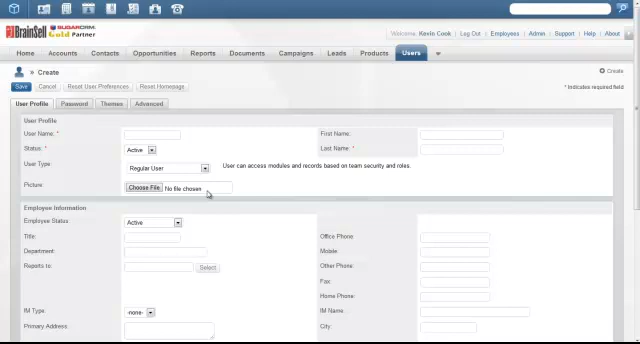 BrainSell SUGARCRM Gold Partner
Welcome, Kevin Cook | Log Out | Employees | Admin | Support | Help | About
Home Accounts Contacts Opportunities Reports Documents Campaigns Leads Products Users
» Create
Create
Save Cancel Reset User Preferences Reset Homepage
* Indicates required field
User Profile Password Themes Advanced
User Profile
User Name: * First Name:
Status: * Active Last Name: *
User Type: Regular User User can access modules and records based on team security and roles.
Picture: Choose File No file chosen
Employee Information
Employee Status: Active
Title: Office Phone
Department: Mobile:
Reports to: Select Other Phone:
Fax:
Home Phone:
IM Type: -none- IM Name:
Primary Address: City: